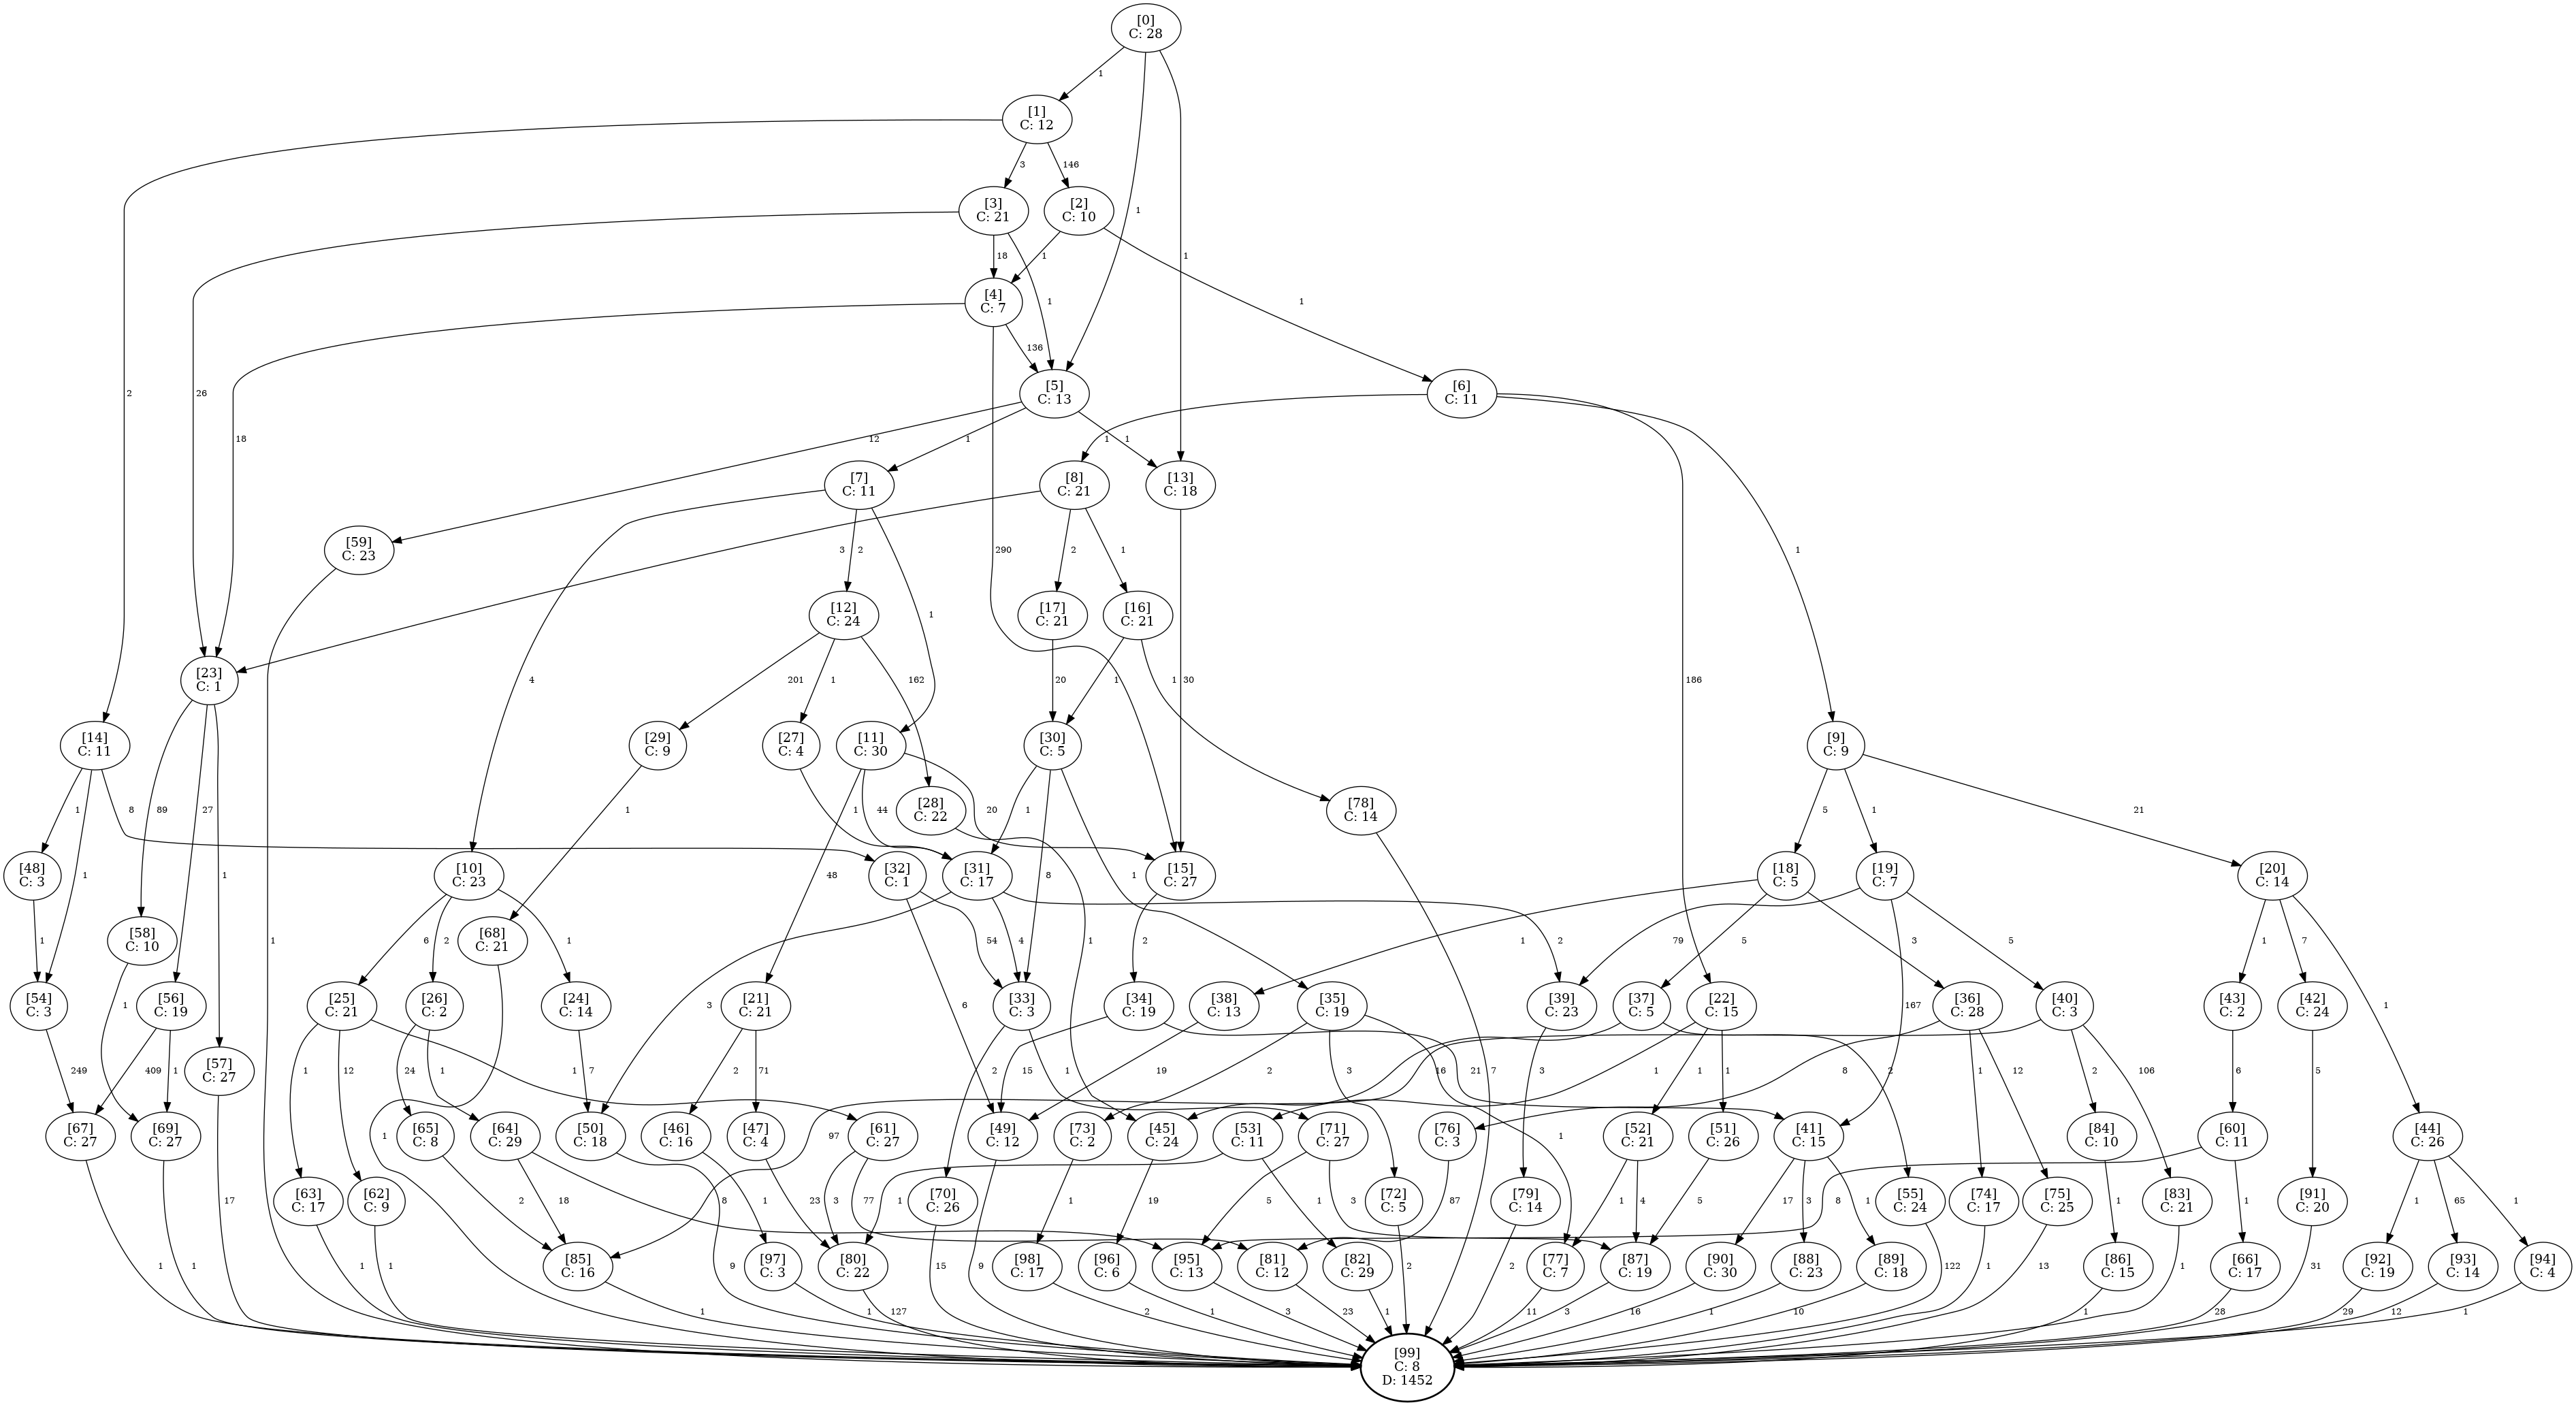 [0]
C: 28
1
1
1
[1]
C: 12
3
146
[3]
C: 21
[2]
C: 10
18
1
[4]
C: 7
1
1
2
26
136
[5]
C: 13
[6]
C: 11
18
12
1
1
1
[7]
C: 11
[8]
C: 21
[13]
C: 18
[59]
C: 23
290
3
2
2
1
1
[12]
C: 24
[17]
C: 21
[16]
C: 21
1
[23]
C: 1
4
201
1
162
20
1
1
30
186
[14]
C: 11
[29]
C: 9
[27]
C: 4
[11]
C: 30
[30]
C: 5
[9]
C: 9
1
89
27
8
1
1
44
20
[28]
C: 22
1
[78]
C: 14
5
1
21
[48]
C: 3
1
1
48
[10]
C: 23
[32]
C: 1
[31]
C: 17
8
1
[15]
C: 27
[18]
C: 5
[19]
C: 7
[20]
C: 14
1
[58]
C: 10
6
2
1
[68]
C: 21
54
4
1
2
2
1
5
79
3
5
1
7
[54]
C: 3
1
[56]
C: 19
[25]
C: 21
[26]
C: 2
[24]
C: 14
3
[21]
C: 21
6
[33]
C: 3
[34]
C: 19
[38]
C: 13
[35]
C: 19
[39]
C: 23
[37]
C: 5
[22]
C: 15
167
[36]
C: 28
[40]
C: 3
[43]
C: 2
[42]
C: 24
1
249
409
1
[57]
C: 27
1
12
1
24
1
7
2
71
2
1
15
19
21
2
3
16
7
3
97
1
1
1
2
8
1
12
2
106
6
5
[67]
C: 27
[69]
C: 27
1
[65]
C: 8
[64]
C: 29
[50]
C: 18
[46]
C: 16
[47]
C: 4
[61]
C: 27
[49]
C: 12
[73]
C: 2
[45]
C: 24
[53]
C: 11
[71]
C: 27
[76]
C: 3
1
[52]
C: 21
[51]
C: 26
[41]
C: 15
[84]
C: 10
[60]
C: 11
[44]
C: 26
[63]
C: 17
[62]
C: 9
2
18
8
1
23
3
77
[70]
C: 26
1
19
1
1
5
3
[72]
C: 5
87
[79]
C: 14
1
4
5
17
3
1
8
[55]
C: 24
[74]
C: 17
[75]
C: 25
1
[83]
C: 21
1
[91]
C: 20
1
65
1
17
1
1
1
1
[85]
C: 16
9
[97]
C: 3
[80]
C: 22
15
9
[98]
C: 17
[96]
C: 6
[95]
C: 13
[81]
C: 12
[82]
C: 29
2
2
[77]
C: 7
[87]
C: 19
[90]
C: 30
[88]
C: 23
[89]
C: 18
122
1
13
[86]
C: 15
1
[66]
C: 17
31
[92]
C: 19
[93]
C: 14
[94]
C: 4
1
1
127
2
1
3
23
1
11
3
16
1
10
1
28
29
12
1
[99]
C: 8
D: 1452